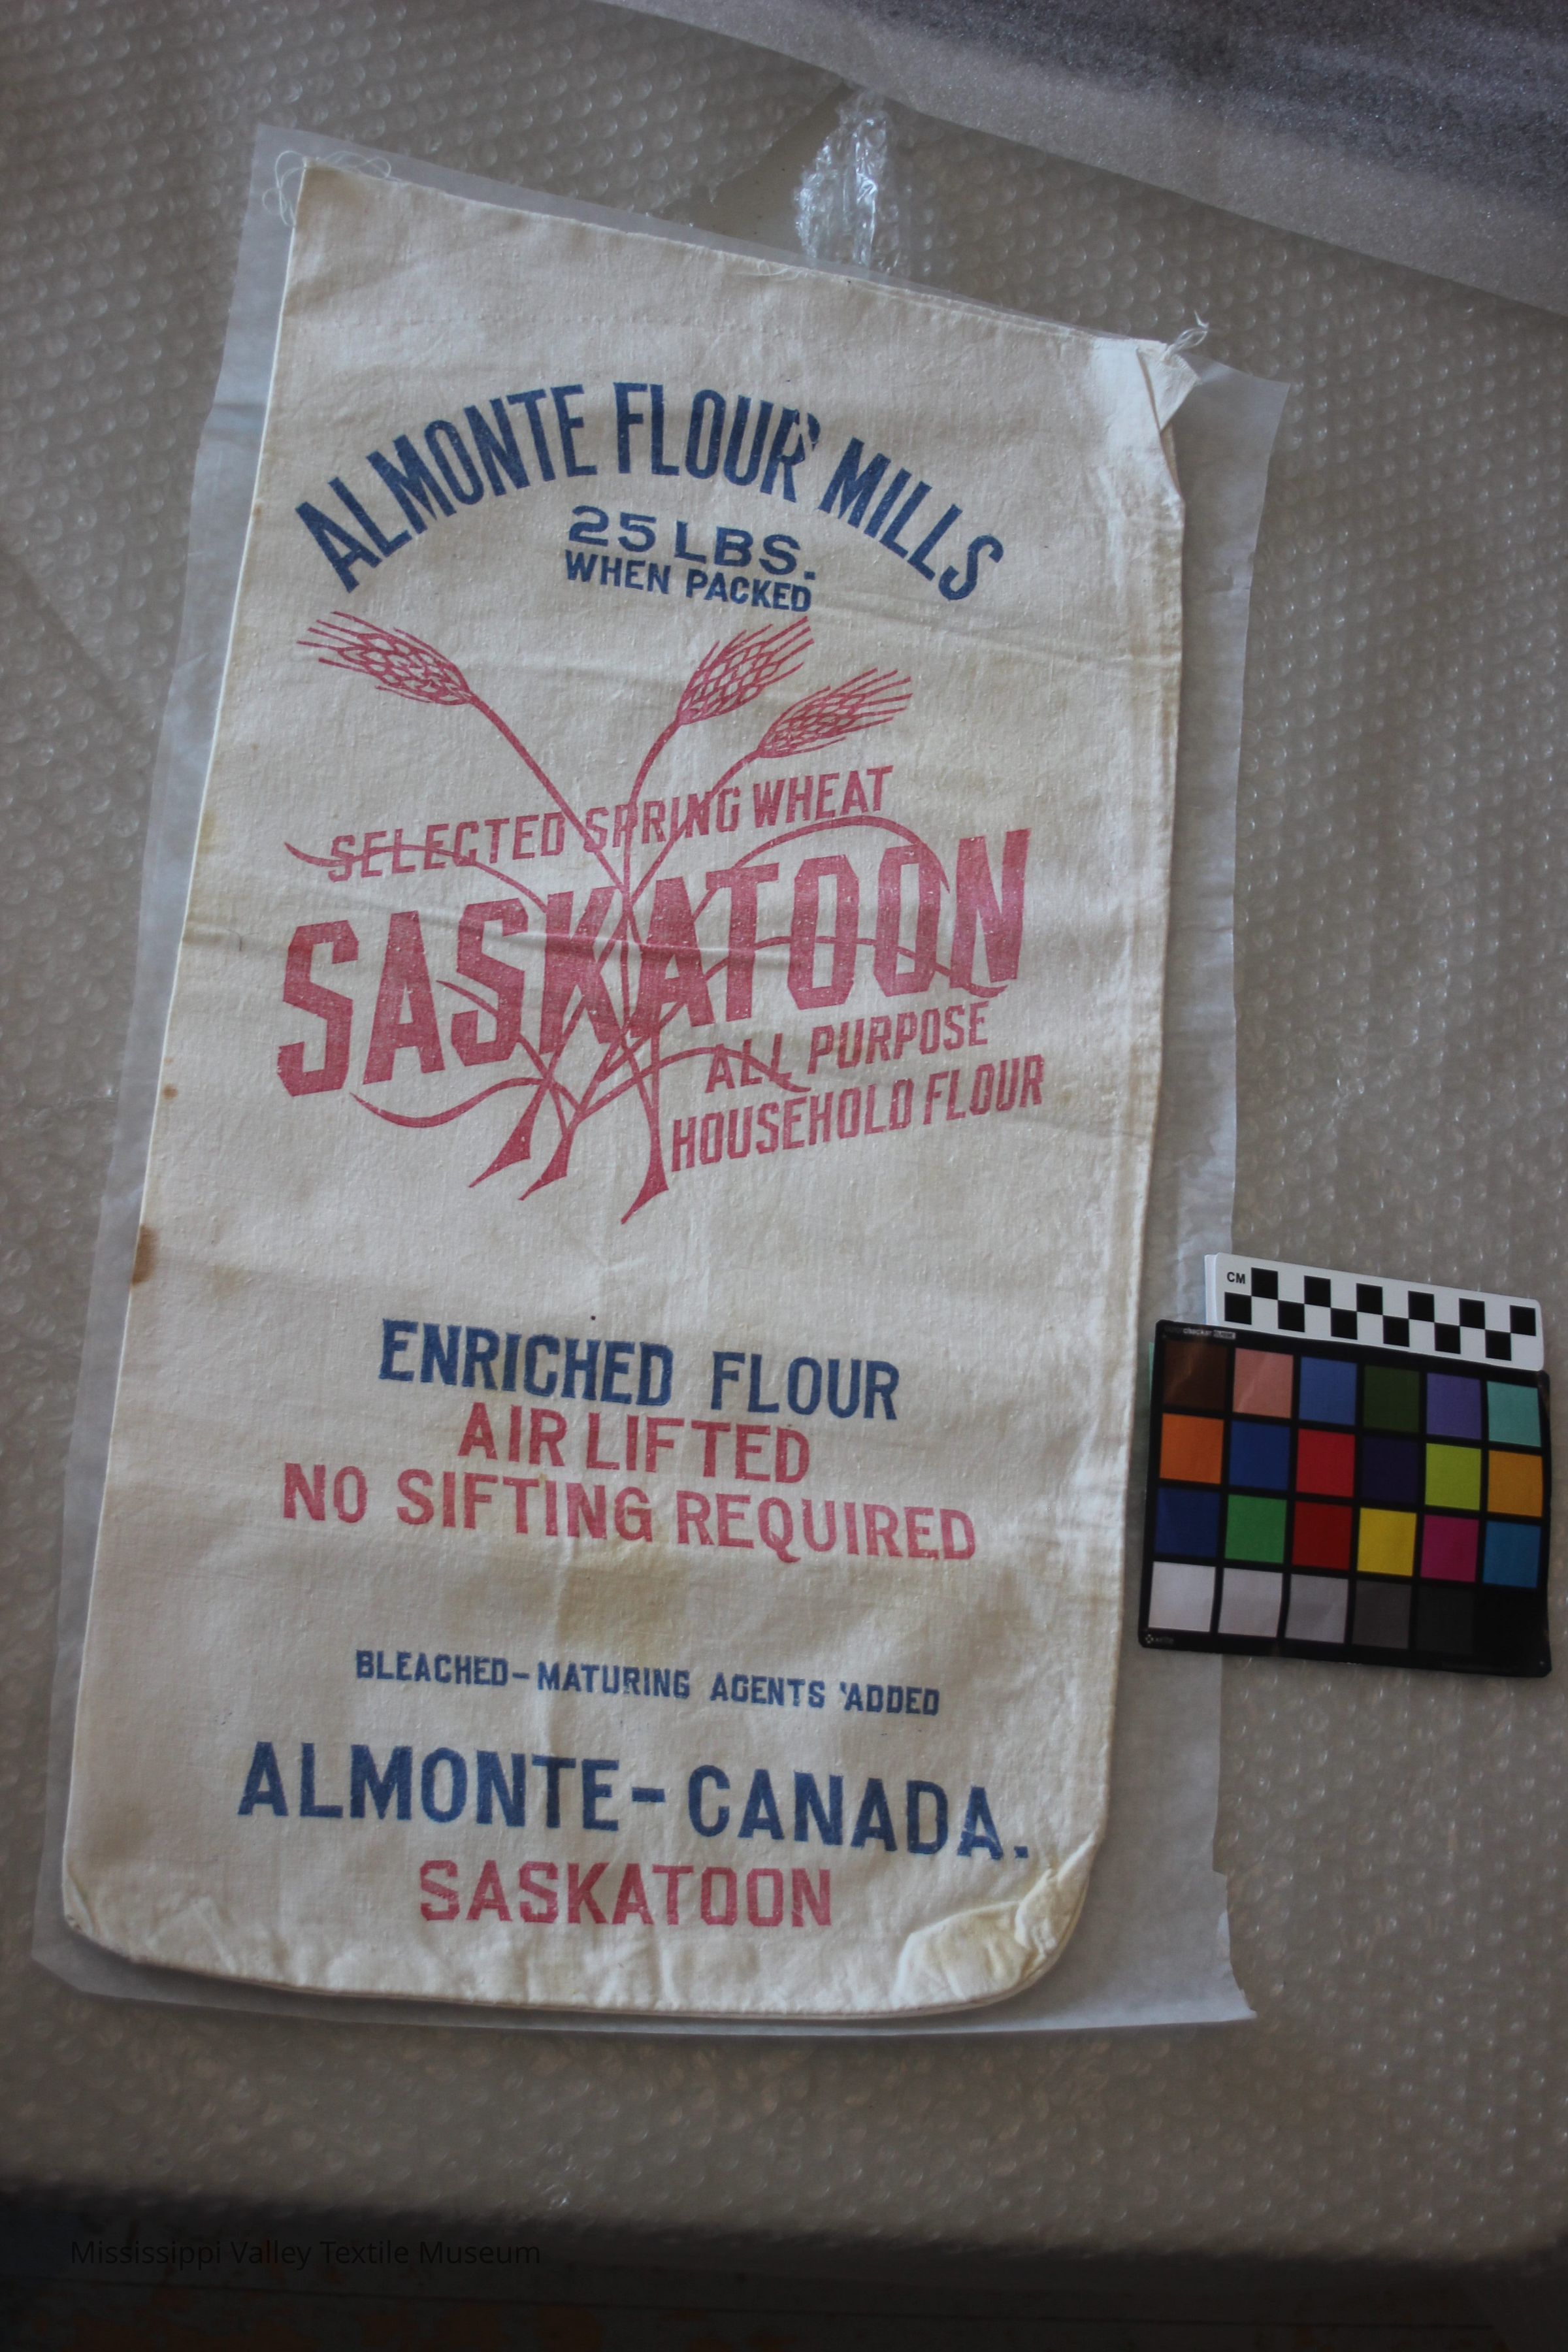 ALMONTE FLOUR MILLS
25 LBS.
WHEN PACKED
SELECTED SPRING WHEAT
SASKATOON
ALL PURPOSE
HOUSEHOLD FLOUR
ENRICHED FLOUR
AIR LIFTED
NO SIFTING REQUIRED
BLEACHED-MATURING AGENTS 'ADDED
ALMONTE-CANADA.
SASKATOON
CM
Mississippi Valley Textile Museum